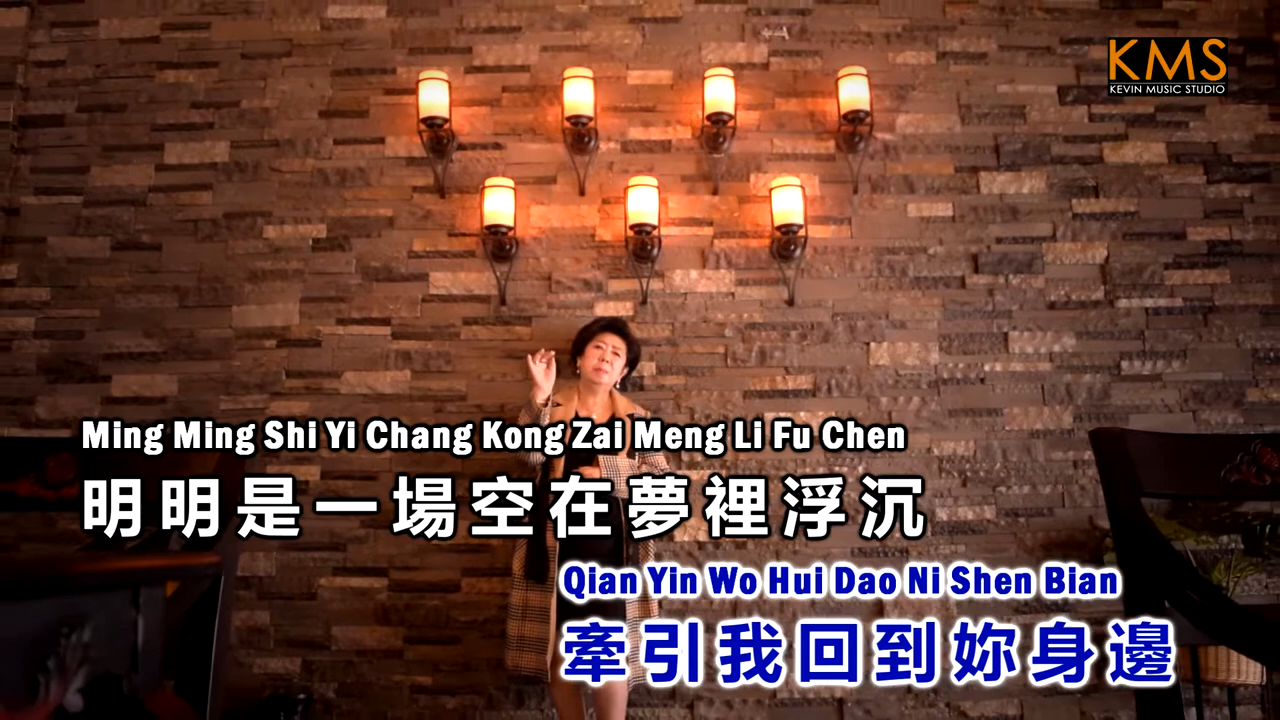 KMS
KEVIN MUSIC STUDIO
Ming Ming Shi Yi Chang Kong Zai Meng Li Fu Chen
明明是一場空在夢裡浮沉
Qian Yin Wo Hui Dao Ni Shen Bian
牽引我回到妳身邊